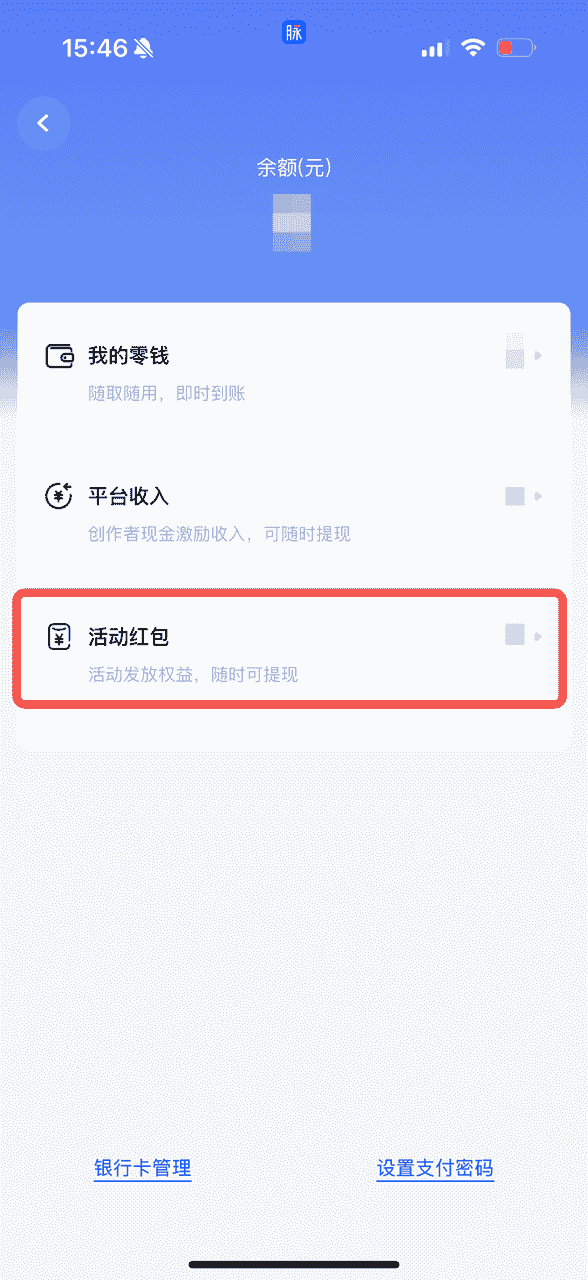 15:46
脉
余额(元)
我的零钱
随取随用，即时到账
平台收入
创作者现金激励收入，可随时提现
活动红包
活动发放权益，随时可提现
银行卡管理
设置支付密码